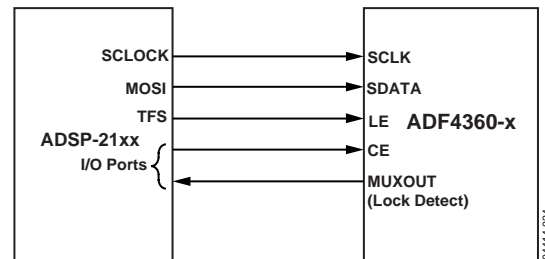 SCLOCK
MOSI
TFS
ADSP-21xx
I/O Ports
SCLK
SDATA
LE
ADF4360-x
CE
MUXOUT
(Lock Detect)